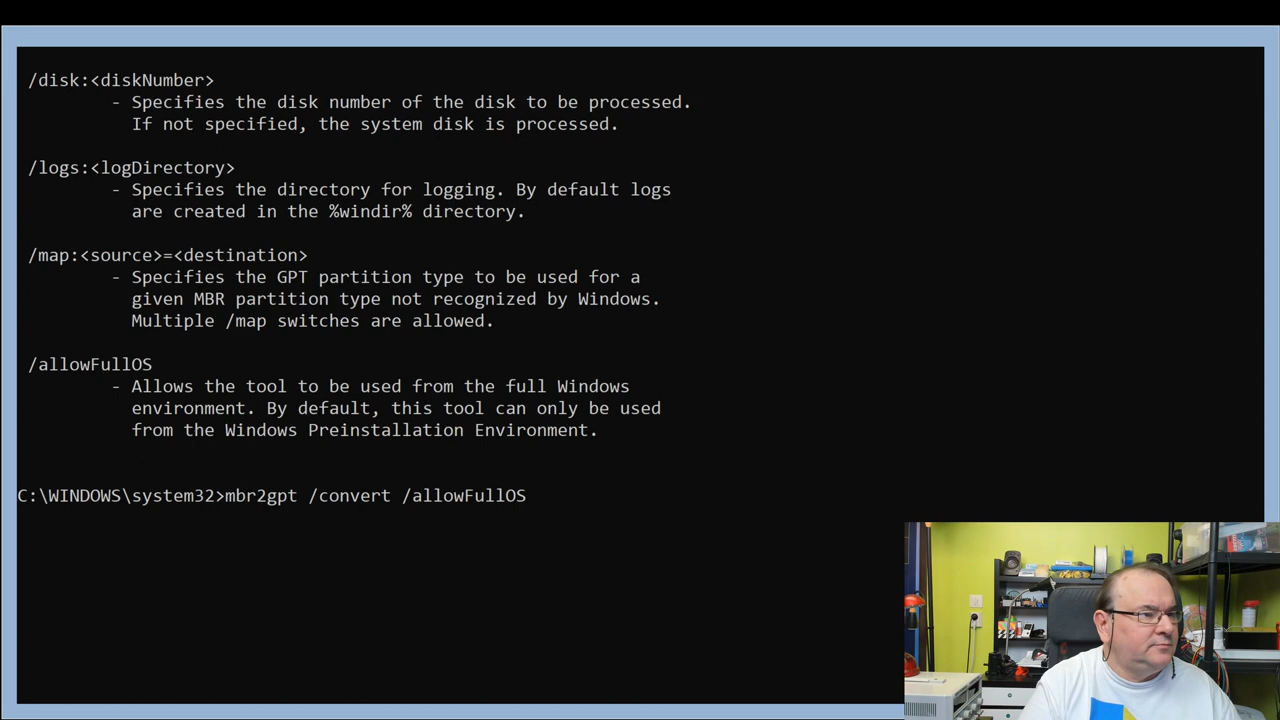 /disk:<diskNumber>
- Specifies the disk number of the disk to be processed.
If not specified, the system disk is processed.
/logs:<logDirectory>
- Specifies the directory for logging. By default logs
are created in the %windir% directory.
/map:<source>=<destination>
- Specifies the GPT partition type to be used for a
given MBR partition type not recognized by Windows.
Multiple /map switches are allowed.
/allowFullOS
- Allows the tool to be used from the full Windows
environment. By default, this tool can only be used
from the Windows Preinstallation Environment.
C:\WINDOWS\system32>mbr2gpt /convert /allowFullOS